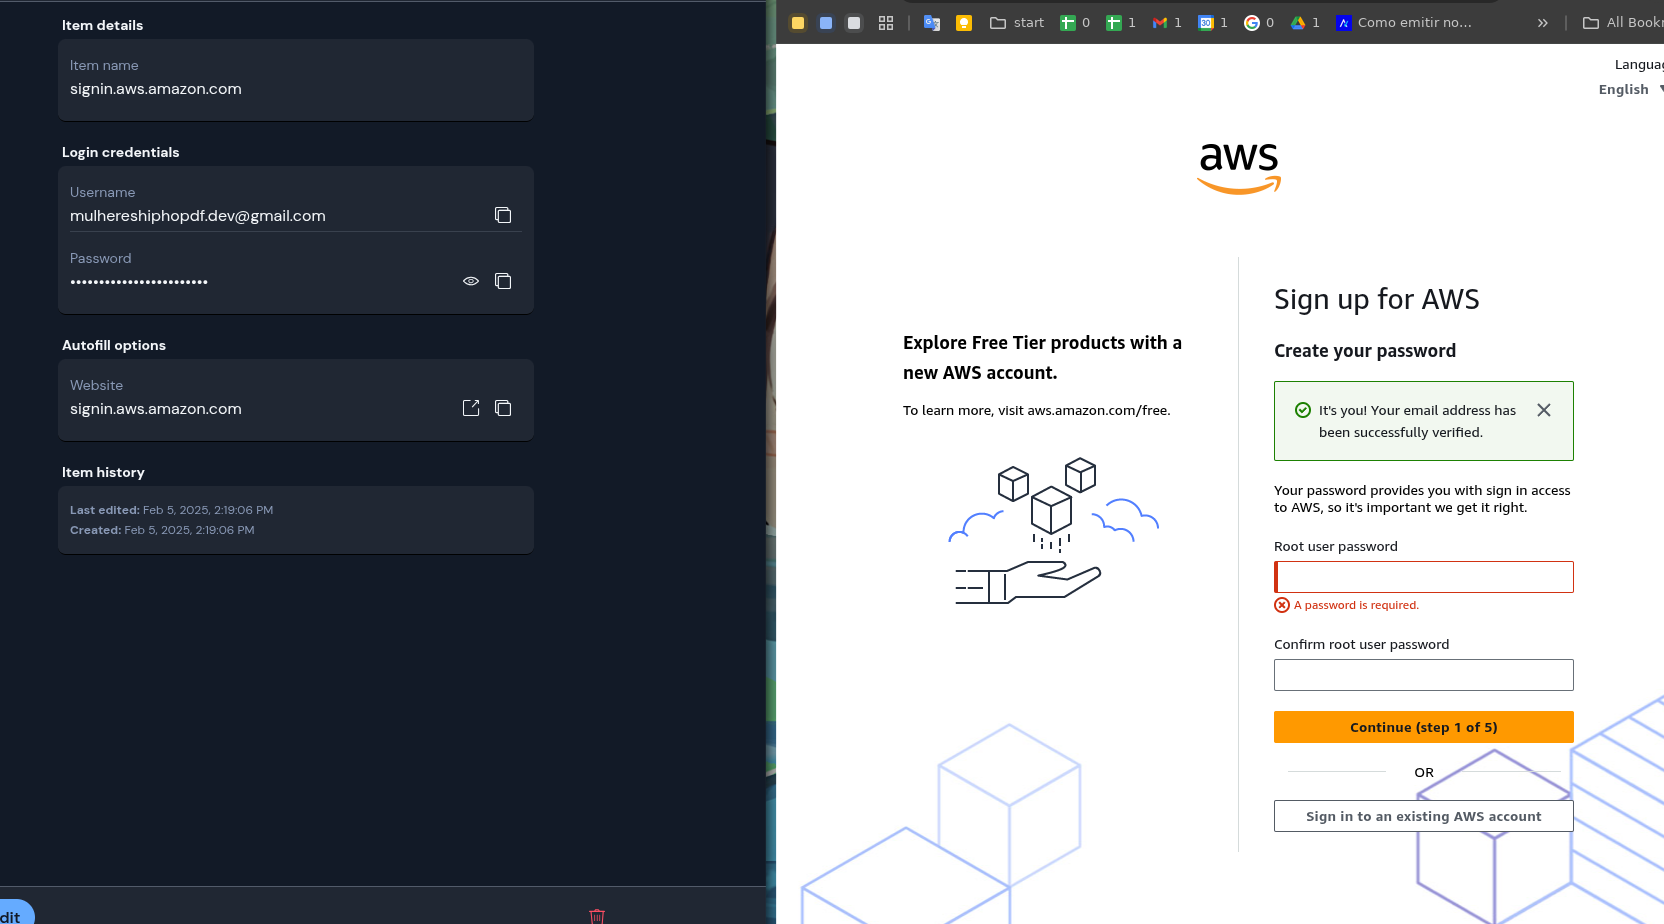 Item details
Item name
signin.aws.amazon.com
Login credentials
Username
mulhereshiphopdf.dev@gmail.com
Password
••••••••••••••••••••••••
Autofill options
Website
signin.aws.amazon.com
Item history
Last edited: Feb 5, 2025, 2:19:06 PM
Created: Feb 5, 2025, 2:19:06 PM
dit
start 0 1 1 30 1 0 1 Como emitir no... » All Bookr
Languag
English
aws
Explore Free Tier products with a
new AWS account.
To learn more, visit aws.amazon.com/free.
Sign up for AWS
Create your password
It's you! Your email address has
been successfully verified.
Your password provides you with sign in access
to AWS, so it's important we get it right.
Root user password
A password is required.
Confirm root user password
Continue (step 1 of 5)
OR
Sign in to an existing AWS account